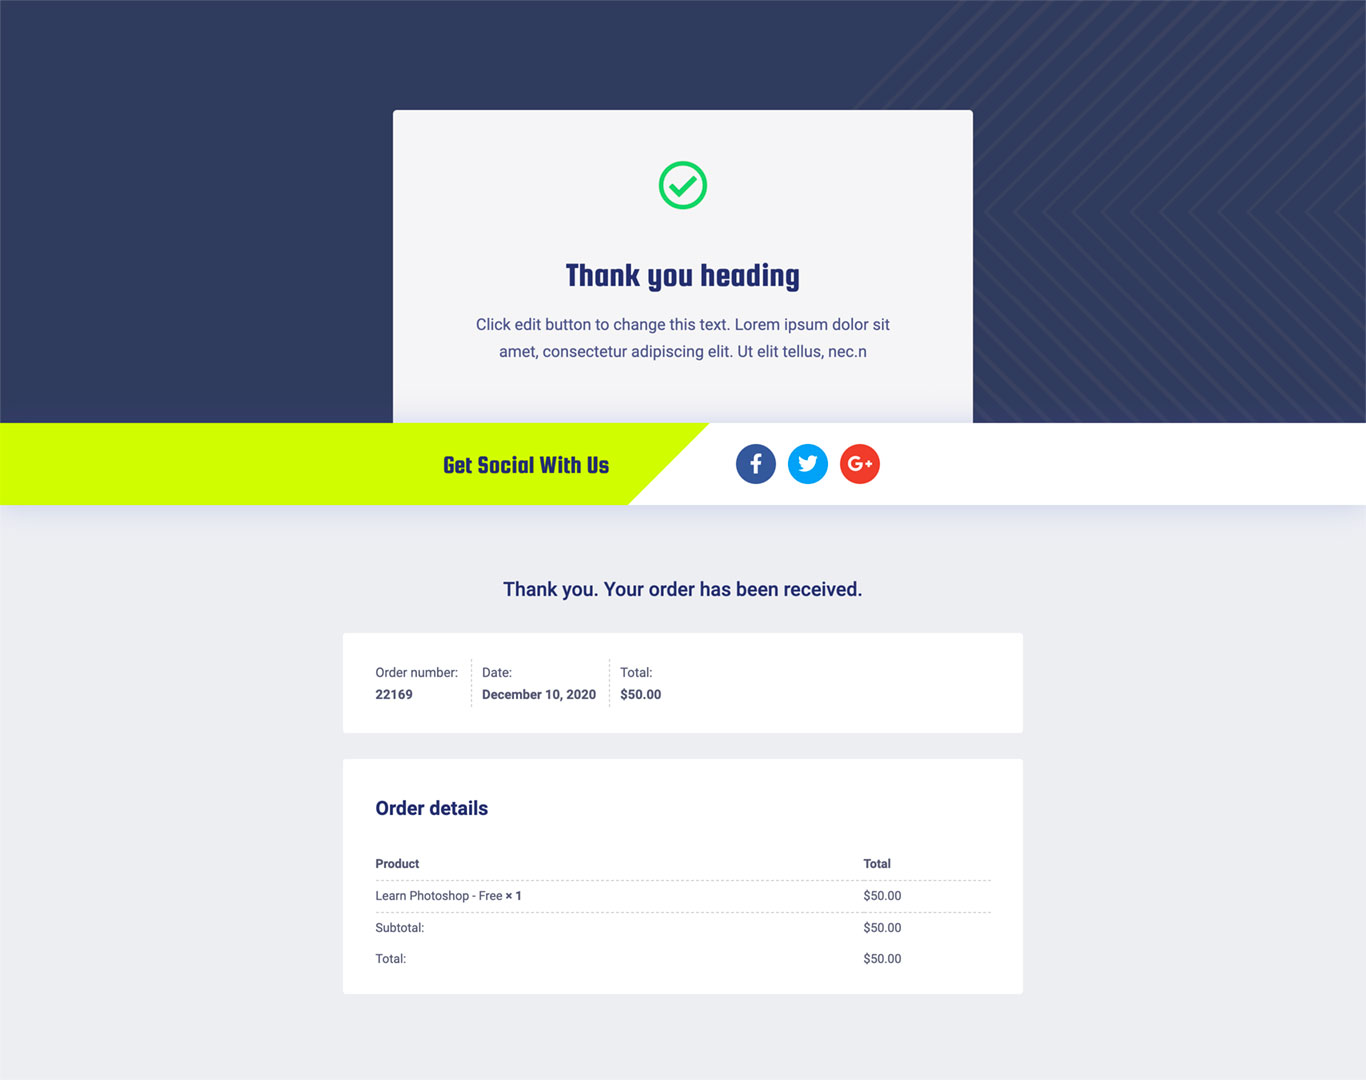 Thank you heading
Click edit button to change this text. Lorem ipsum dolor sit
amet, consectetur adipiscing elit. Ut elit tellus, nec.n
Get Social With Us
f G+
Thank you. Your order has been received.
Order number: Date: Total:
22169 December 10, 2020 $50.00
Order details
Product Total
Learn Photoshop - Free × 1 $50.00
Subtotal: $50.00
Total: $50.00